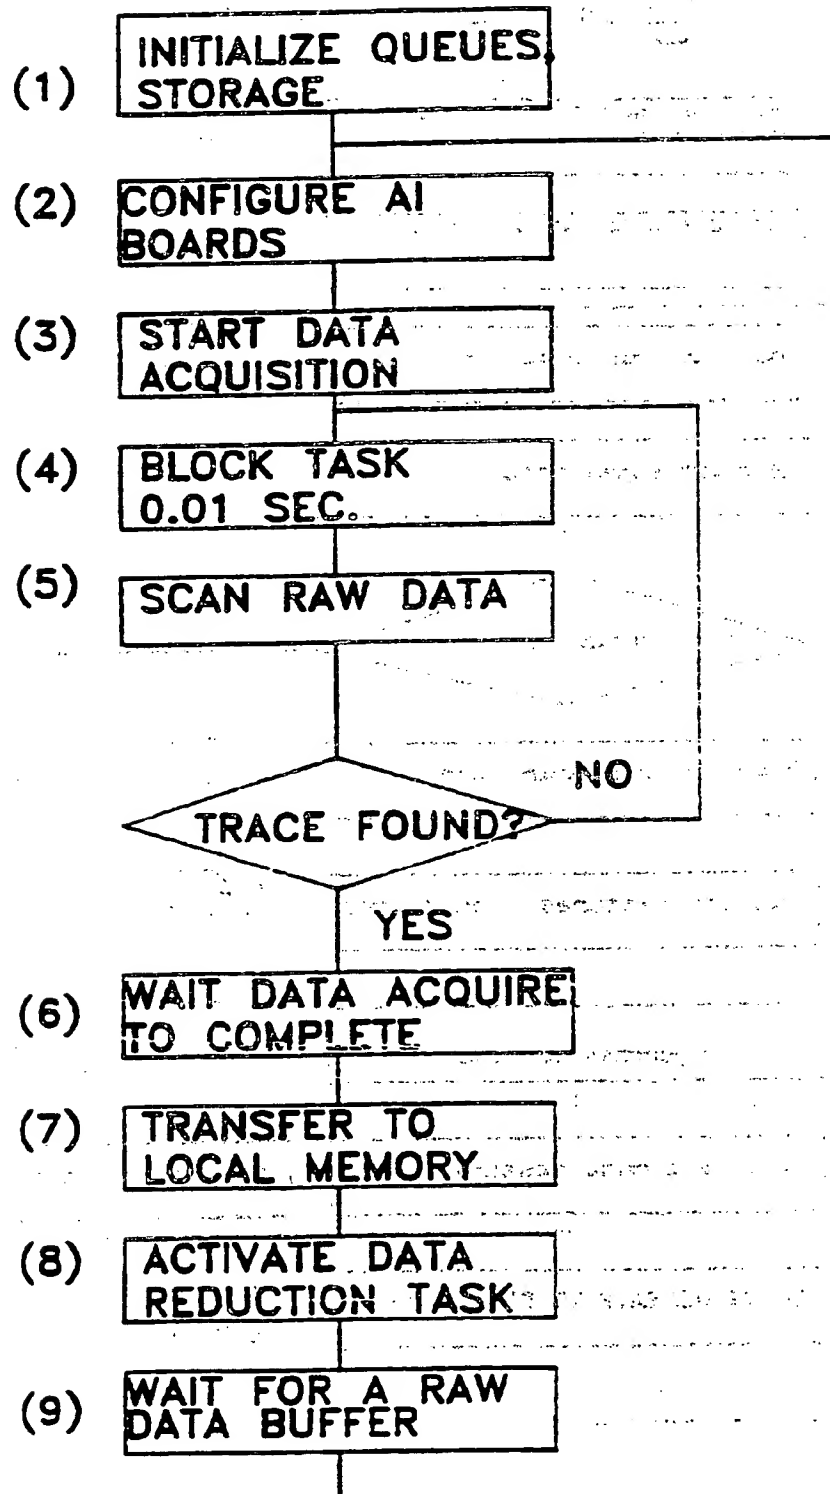 INITIALIZE QUEUES,
(1) STORAGE
(2) CONFIGURE AI
BOARDS
(3) START DATA
ACQUISITION
(4) BLOCK TASK
0.01 SEC.
(5) SCAN RAW DATA
NO
TRACE FOUND?
YES
(6) WAIT DATA ACQUIRE
TO COMPLETE
(7) TRANSFER TO
LOCAL MEMORY
(8) ACTIVATE DATA
REDUCTION TASK
(9) WAIT FOR A RAW
DATA BUFFER